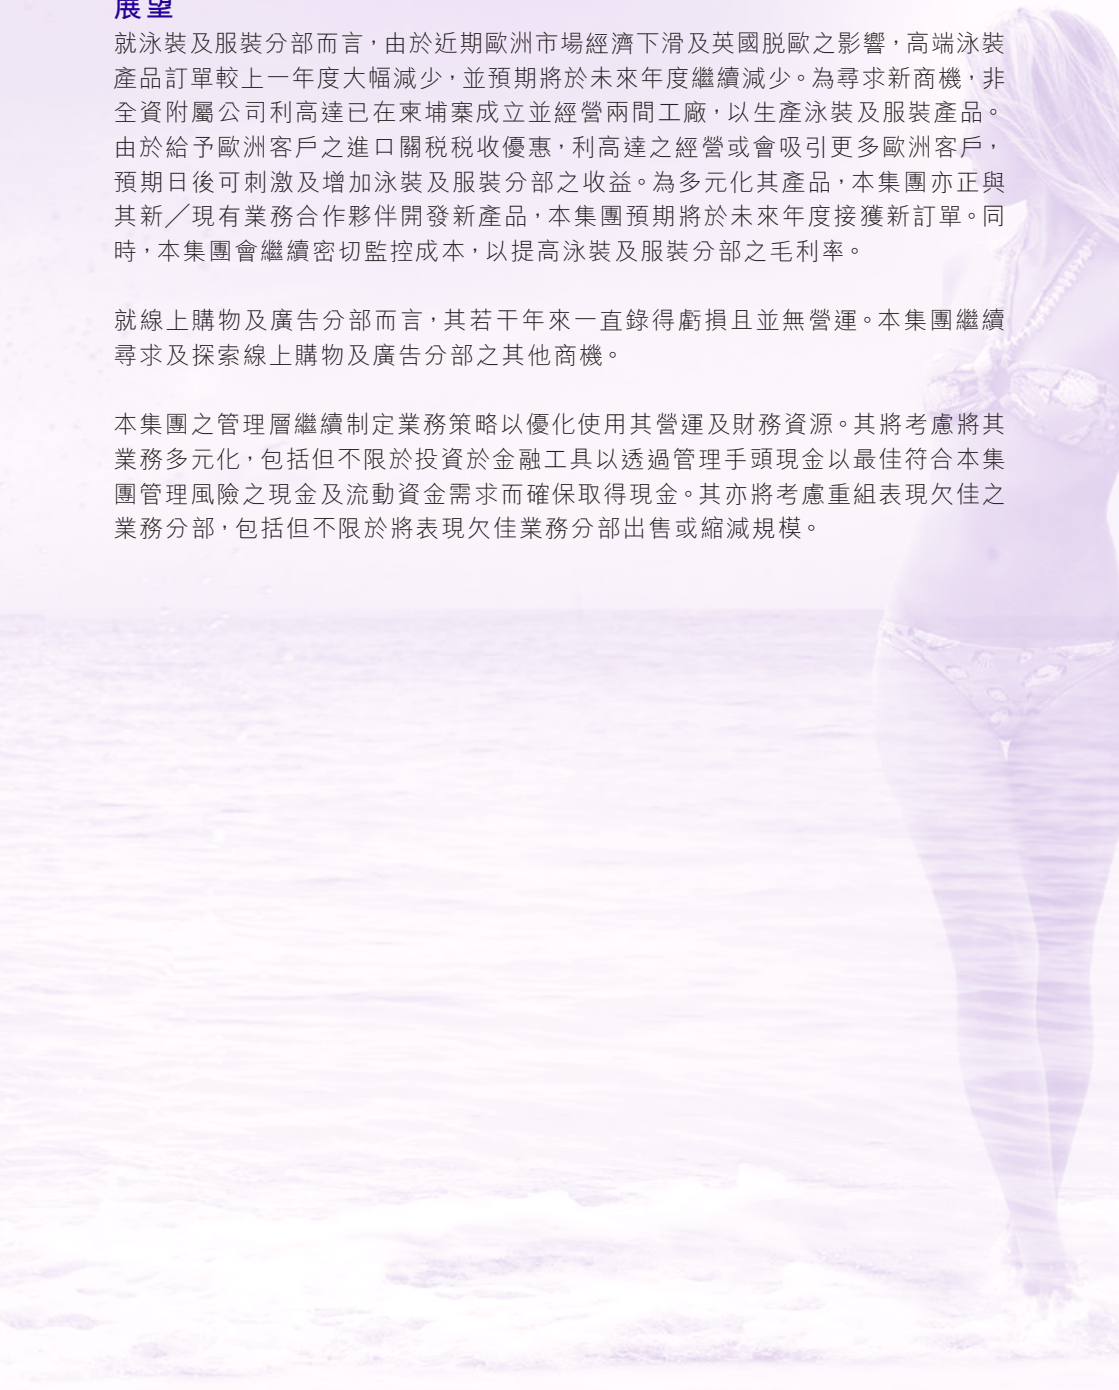 展望
就泳裝及服裝分部而言，由於近期歐洲市場經濟下滑及英國脱歐之影響，高端泳裝
產品訂單較上一年度大幅減少，並預期將於未來年度繼續減少。為尋求新商機，非
全資附屬公司利高達已在柬埔寨成立並經營兩間工廠，以生產泳裝及服裝產品。
由於給予歐洲客戶之進口關税税收優惠，利高達之經營或會吸引更多歐洲客戶，
預期日後可刺激及增加泳裝及服裝分部之收益。為多元化其產品，本集團亦正與
其新╱現有業務合作夥伴開發新產品，本集團預期將於未來年度接獲新訂單。同
時，本集團會繼續密切監控成本，以提高泳裝及服裝分部之毛利率。
就線上購物及廣告分部而言，其若干年來一直錄得虧損且並無營運。本集團繼續
尋求及探索線上購物及廣告分部之其他商機。
本集團之管理層繼續制定業務策略以優化使用其營運及財務資源。其將考慮將其
業務多元化，包括但不限於投資於金融工具以透過管理手頭現金以最佳符合本集
團管理風險之現金及流動資金需求而確保取得現金。其亦將考慮重組表現欠佳之
業務分部，包括但不限於將表現欠佳業務分部出售或縮減規模。